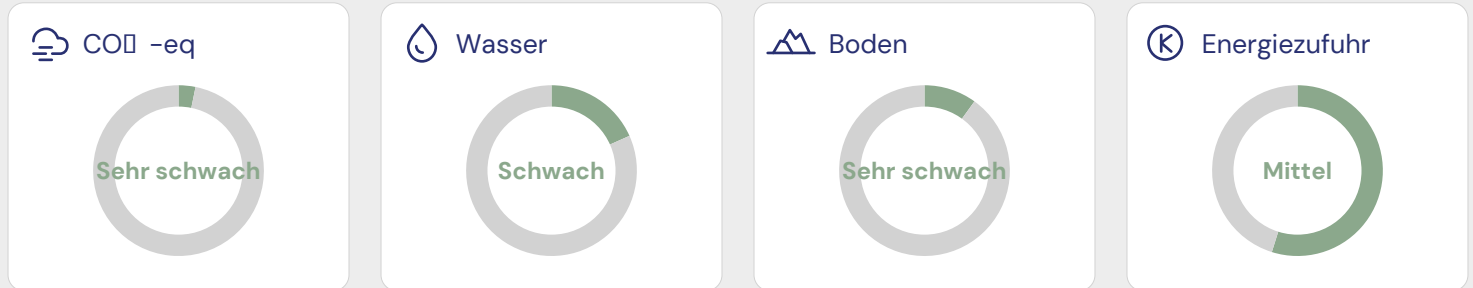 CO▯ -eq
Sehr schwach
Wasser
Schwach
Boden
Sehr schwach
Energiezufuhr
Mittel